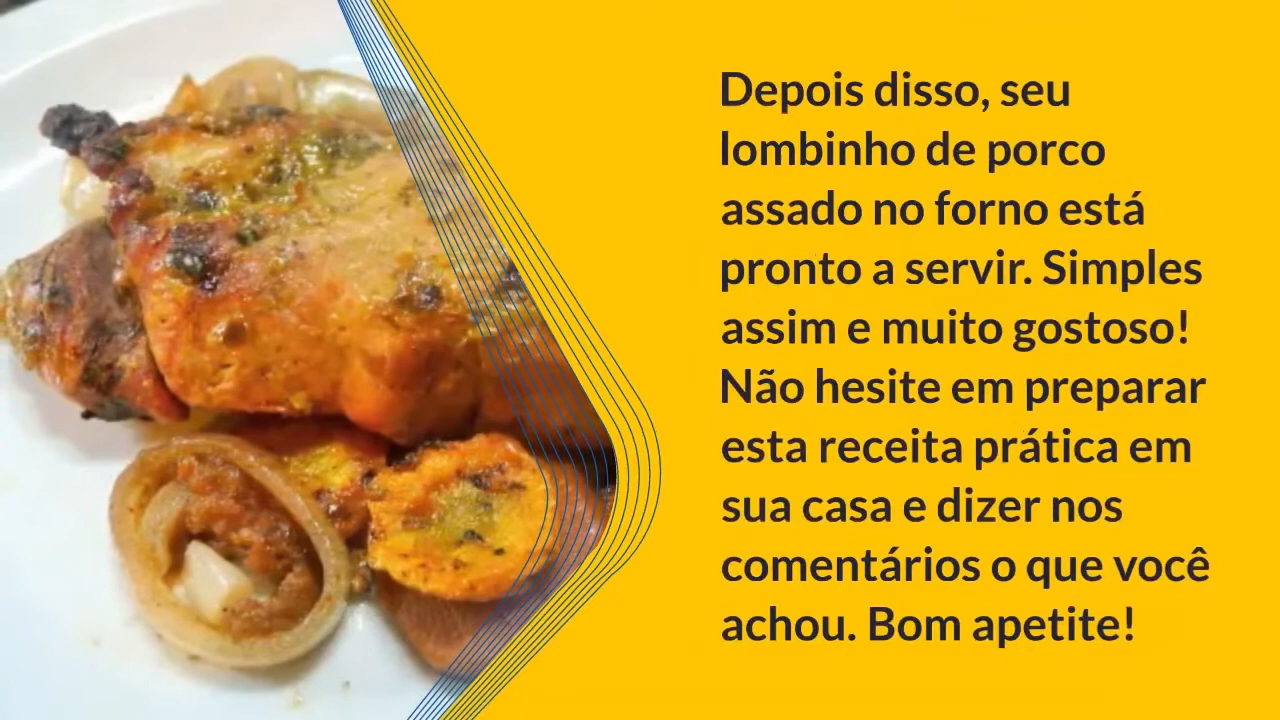 Depois disso, seu
lombinho de porco
assado no forno está
pronto a servir. Simples
assim e muito gostoso!
Não hesite em preparar
esta receita prática em
sua casa e dizer nos
comentários o que você
achou. Bom apetite!